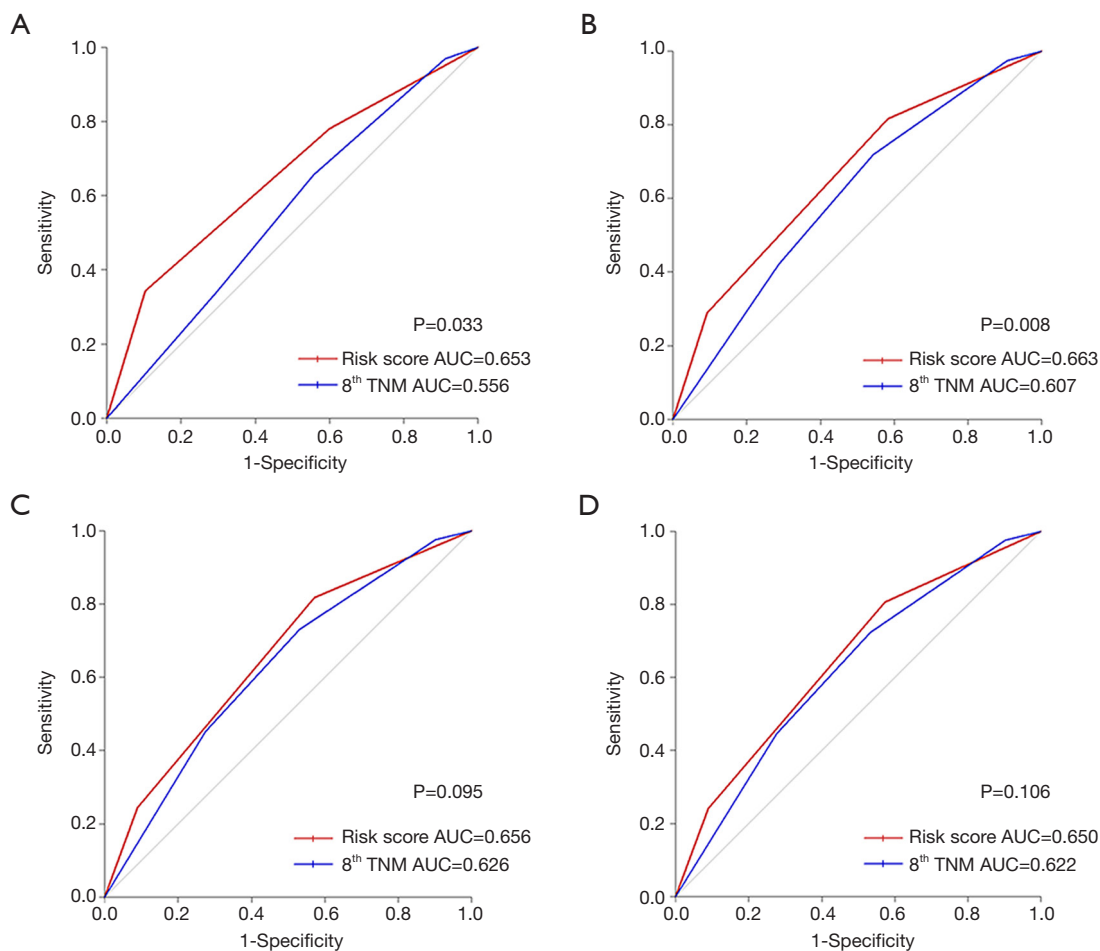 A
1.0
0.8
0.6
0.4
0.2
0.0
Sensitivity
P=0.033
Risk score AUC=0.653
8th TNM AUC=0.556
0.0 0.2 0.4 0.6 0.8 1.0
1-Specificity
B
1.0
0.8
0.6
0.4
0.2
0.0
Sensitivity
P=0.008
Risk score AUC=0.663
8th TNM AUC=0.607
0.0 0.2 0.4 0.6 0.8 1.0
1-Specificity
C
1.0
0.8
0.6
0.4
0.2
0.0
Sensitivity
P=0.095
Risk score AUC=0.656
8th TNM AUC=0.626
0.0 0.2 0.4 0.6 0.8 1.0
1-Specificity
D
1.0
0.8
0.6
0.4
0.2
0.0
Sensitivity
P=0.106
Risk score AUC=0.650
8th TNM AUC=0.622
0.0 0.2 0.4 0.6 0.8 1.0
1-Specificity